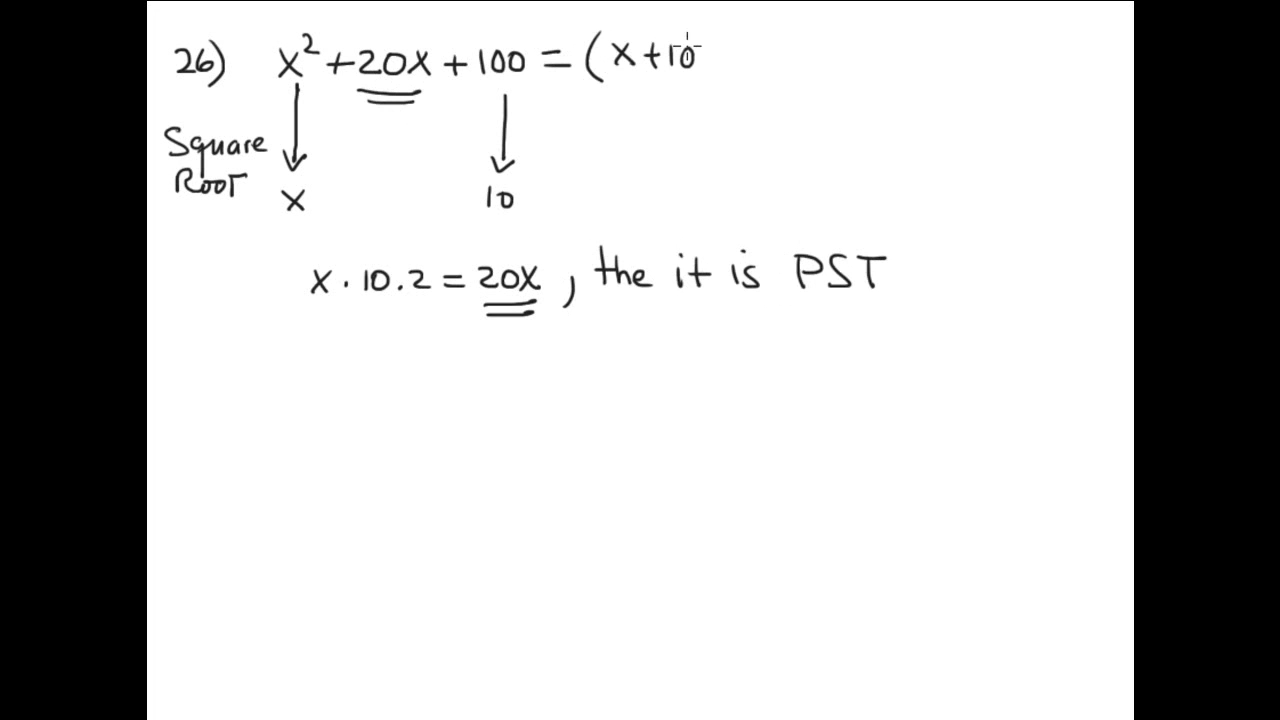 26) x² + 20x + 100 = (x+10
Square
Root
x 10
x · 10 . 2 = 20x , the it is PST